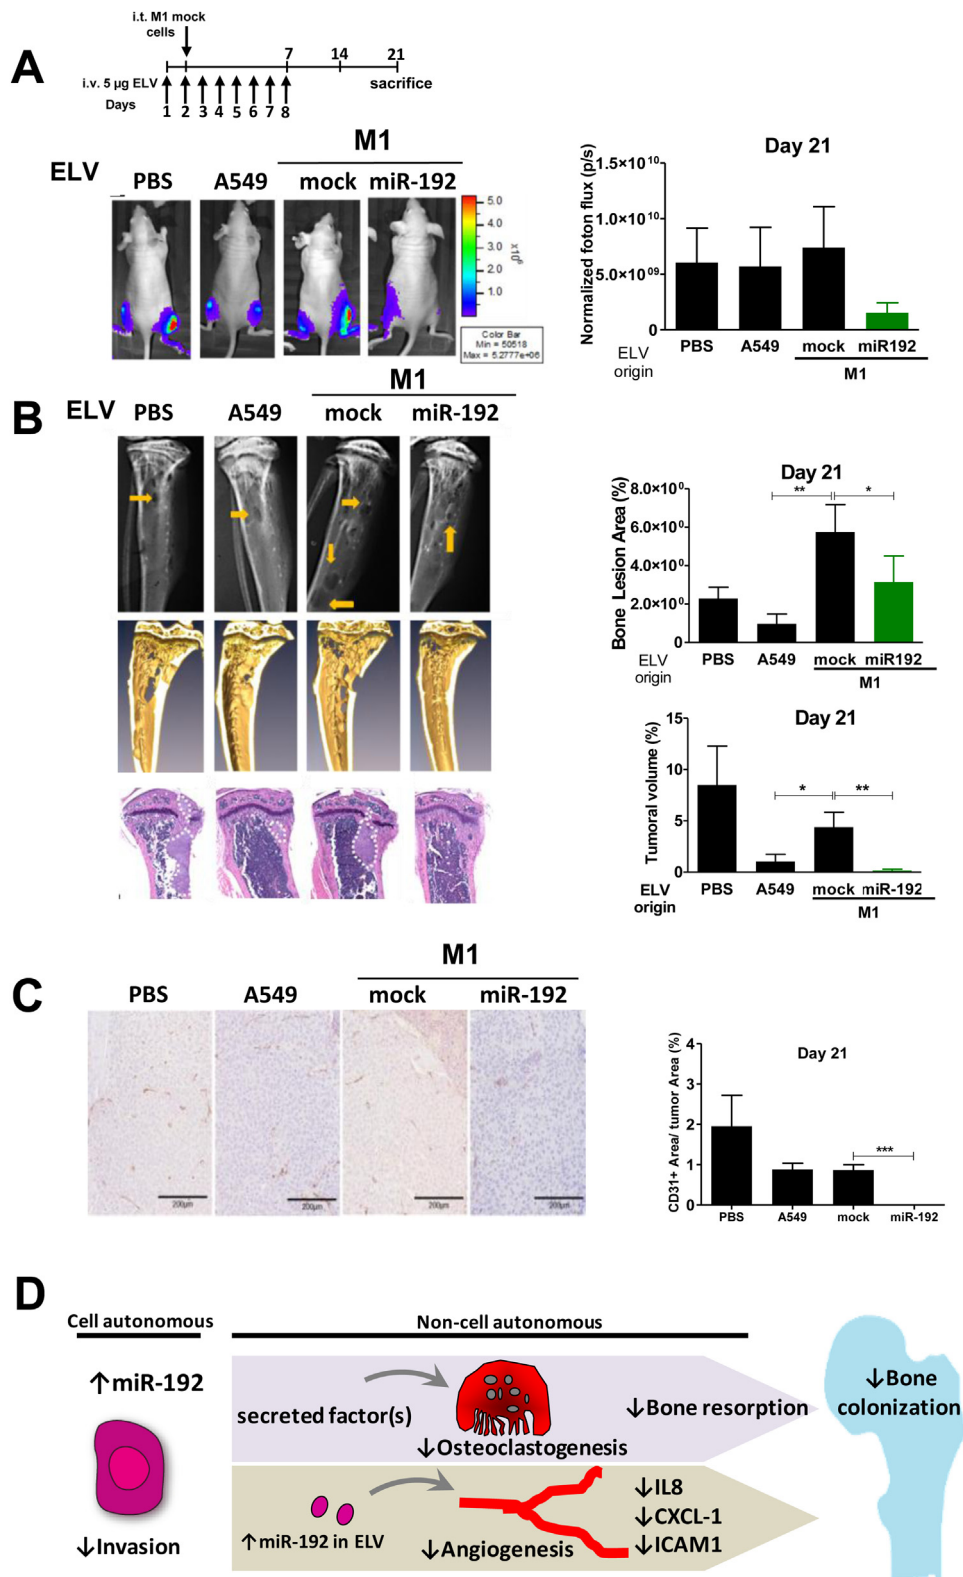 A
i.t. M1 mock
cells
7 14 21
i.v. 5 µg ELV
sacrifice
Days 1 2 3 4 5 6 7 8
M1
ELV PBS A549 mock miR-192
5.0
4.0
3.0
2.0
1.0
x10⁶
Color Bar
Min = 50518
Max = 5.2777e+06
Day 21
Normalized foton flux (p/s)
1.5×10¹⁰
1.0×10¹⁰
5.0×10⁰⁹
0
ELV
origin
PBS A549 mock miR192
M1
B
M1
ELV PBS A549 mock miR-192
Day 21
Bone Lesion Area (%)
8.0×10⁰
6.0×10⁰
4.0×10⁰
2.0×10⁰
0
** *
ELV
origin
PBS A549 mock miR192
M1
Day 21
Tumoral volume (%)
15
10
5
0
* **
ELV
origin
PBS A549 mock miR-192
M1
C
M1
PBS A549 mock miR-192
200µm 200µm 200µm 200µm
Day 21
CD31+ Area/ tumor Area (%)
4
3
2
1
0
***
PBS A549 mock miR-192
D
Cell autonomous
Non-cell autonomous
↑miR-192
↓Invasion
secreted factor(s)
↓Osteoclastogenesis
↓Bone resorption
↓Bone
colonization
↑miR-192 in ELV
↓Angiogenesis
↓IL8
↓CXCL-1
↓ICAM1